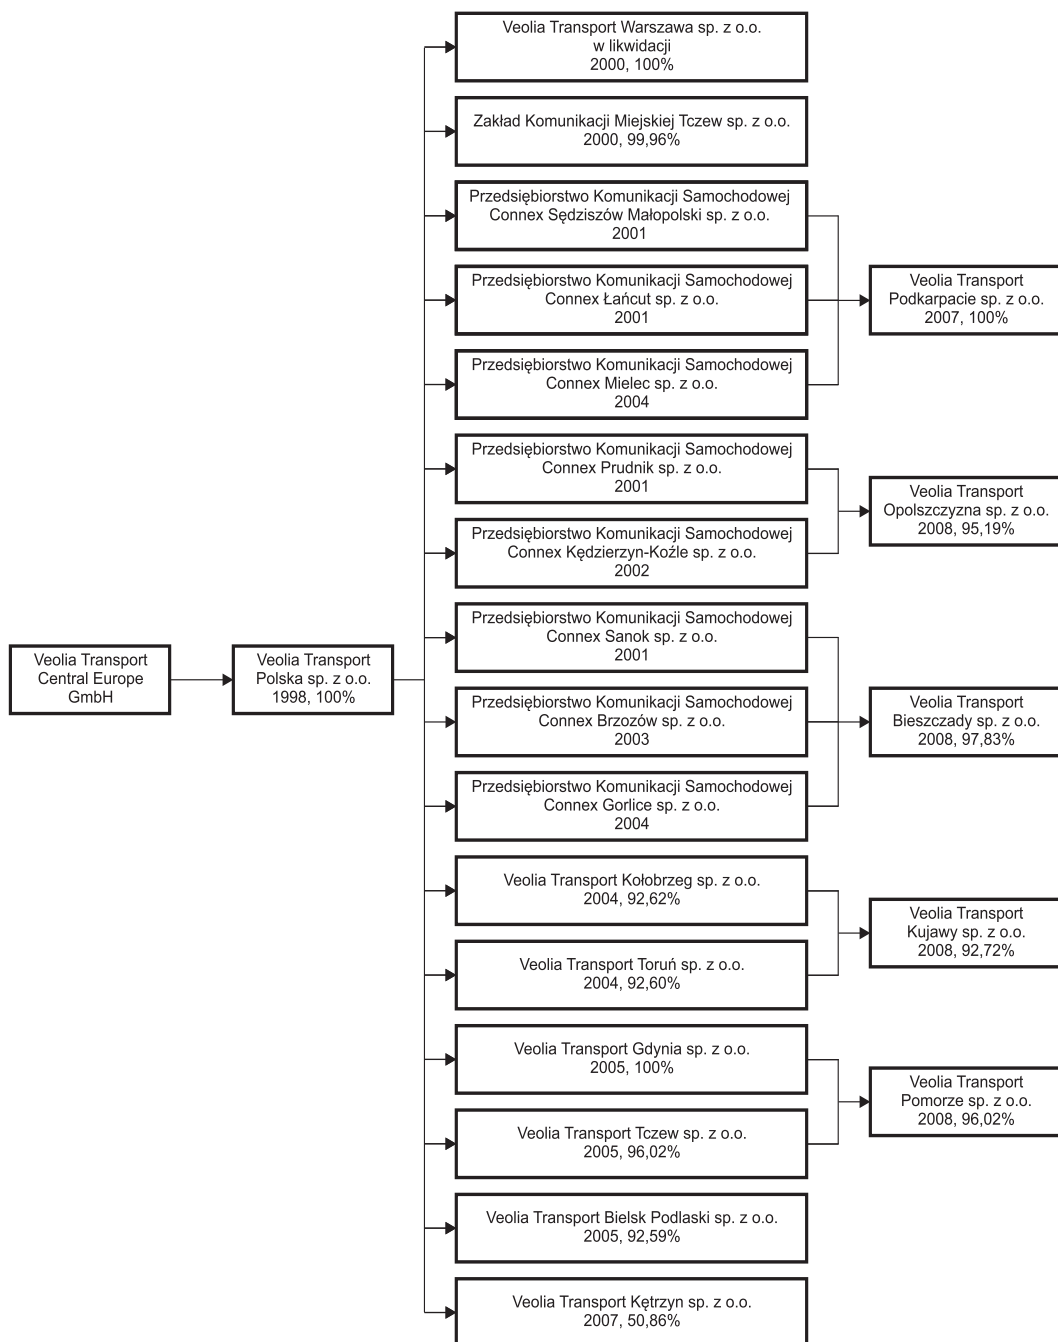 Veolia Transport Warszawa sp. z o.o.
w likwidacji
2000, 100%
Zakład Komunikacji Miejskiej Tczew sp. z o.o.
2000, 99,96%
Przedsiębiorstwo Komunikacji Samochodowej
Connex Sędziszów Małopolski sp. z o.o.
2001
Przedsiębiorstwo Komunikacji Samochodowej
Connex Łańcut sp. z o.o.
2001
Przedsiębiorstwo Komunikacji Samochodowej
Connex Mielec sp. z o.o.
2004
Veolia Transport
Podkarpacie sp. z o.o.
2007, 100%
Przedsiębiorstwo Komunikacji Samochodowej
Connex Prudnik sp. z o.o.
2001
Przedsiębiorstwo Komunikacji Samochodowej
Connex Kędzierzyn-Koźle sp. z o.o.
2002
Veolia Transport
Opolszczyzna sp. z o.o.
2008, 95,19%
Veolia Transport
Central Europe
GmbH
Veolia Transport
Polska sp. z o.o.
1998, 100%
Przedsiębiorstwo Komunikacji Samochodowej
Connex Sanok sp. z o.o.
2001
Przedsiębiorstwo Komunikacji Samochodowej
Connex Brzozów sp. z o.o.
2003
Przedsiębiorstwo Komunikacji Samochodowej
Connex Gorlice sp. z o.o.
2004
Veolia Transport
Bieszczady sp. z o.o.
2008, 97,83%
Veolia Transport Kołobrzeg sp. z o.o.
2004, 92,62%
Veolia Transport Toruń sp. z o.o.
2004, 92,60%
Veolia Transport
Kujawy sp. z o.o.
2008, 92,72%
Veolia Transport Gdynia sp. z o.o.
2005, 100%
Veolia Transport Tczew sp. z o.o.
2005, 96,02%
Veolia Transport
Pomorze sp. z o.o.
2008, 96,02%
Veolia Transport Bielsk Podlaski sp. z o.o.
2005, 92,59%
Veolia Transport Kętrzyn sp. z o.o.
2007, 50,86%